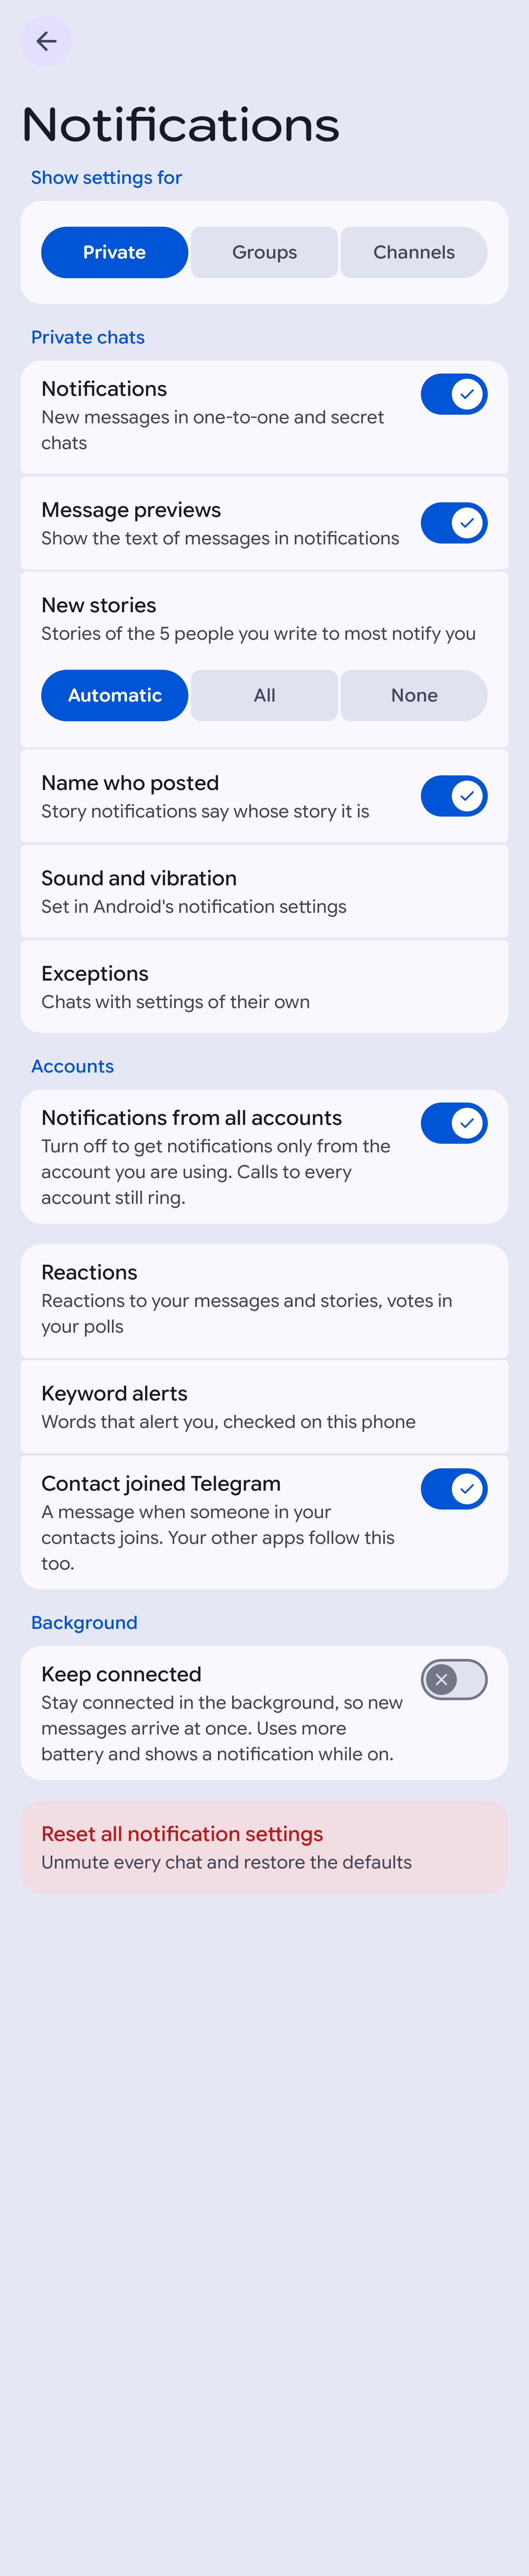 Notifications
Show settings for
Private
Groups
Channels
Private chats
Notifications
New messages in one-to-one and secret
chats
Message previews
Show the text of messages in notifications
New stories
Stories of the 5 people you write to most notify you
Automatic
All
None
Name who posted
Story notifications say whose story it is
Sound and vibration
Set in Android's notification settings
Exceptions
Chats with settings of their own
Accounts
Notifications from all accounts
Turn off to get notifications only from the
account you are using. Calls to every
account still ring.
Reactions
Reactions to your messages and stories, votes in
your polls
Keyword alerts
Words that alert you, checked on this phone
Contact joined Telegram
A message when someone in your
contacts joins. Your other apps follow this
too.
Background
Keep connected
Stay connected in the background, so new
messages arrive at once. Uses more
battery and shows a notification while on.
Reset all notification settings
Unmute every chat and restore the defaults